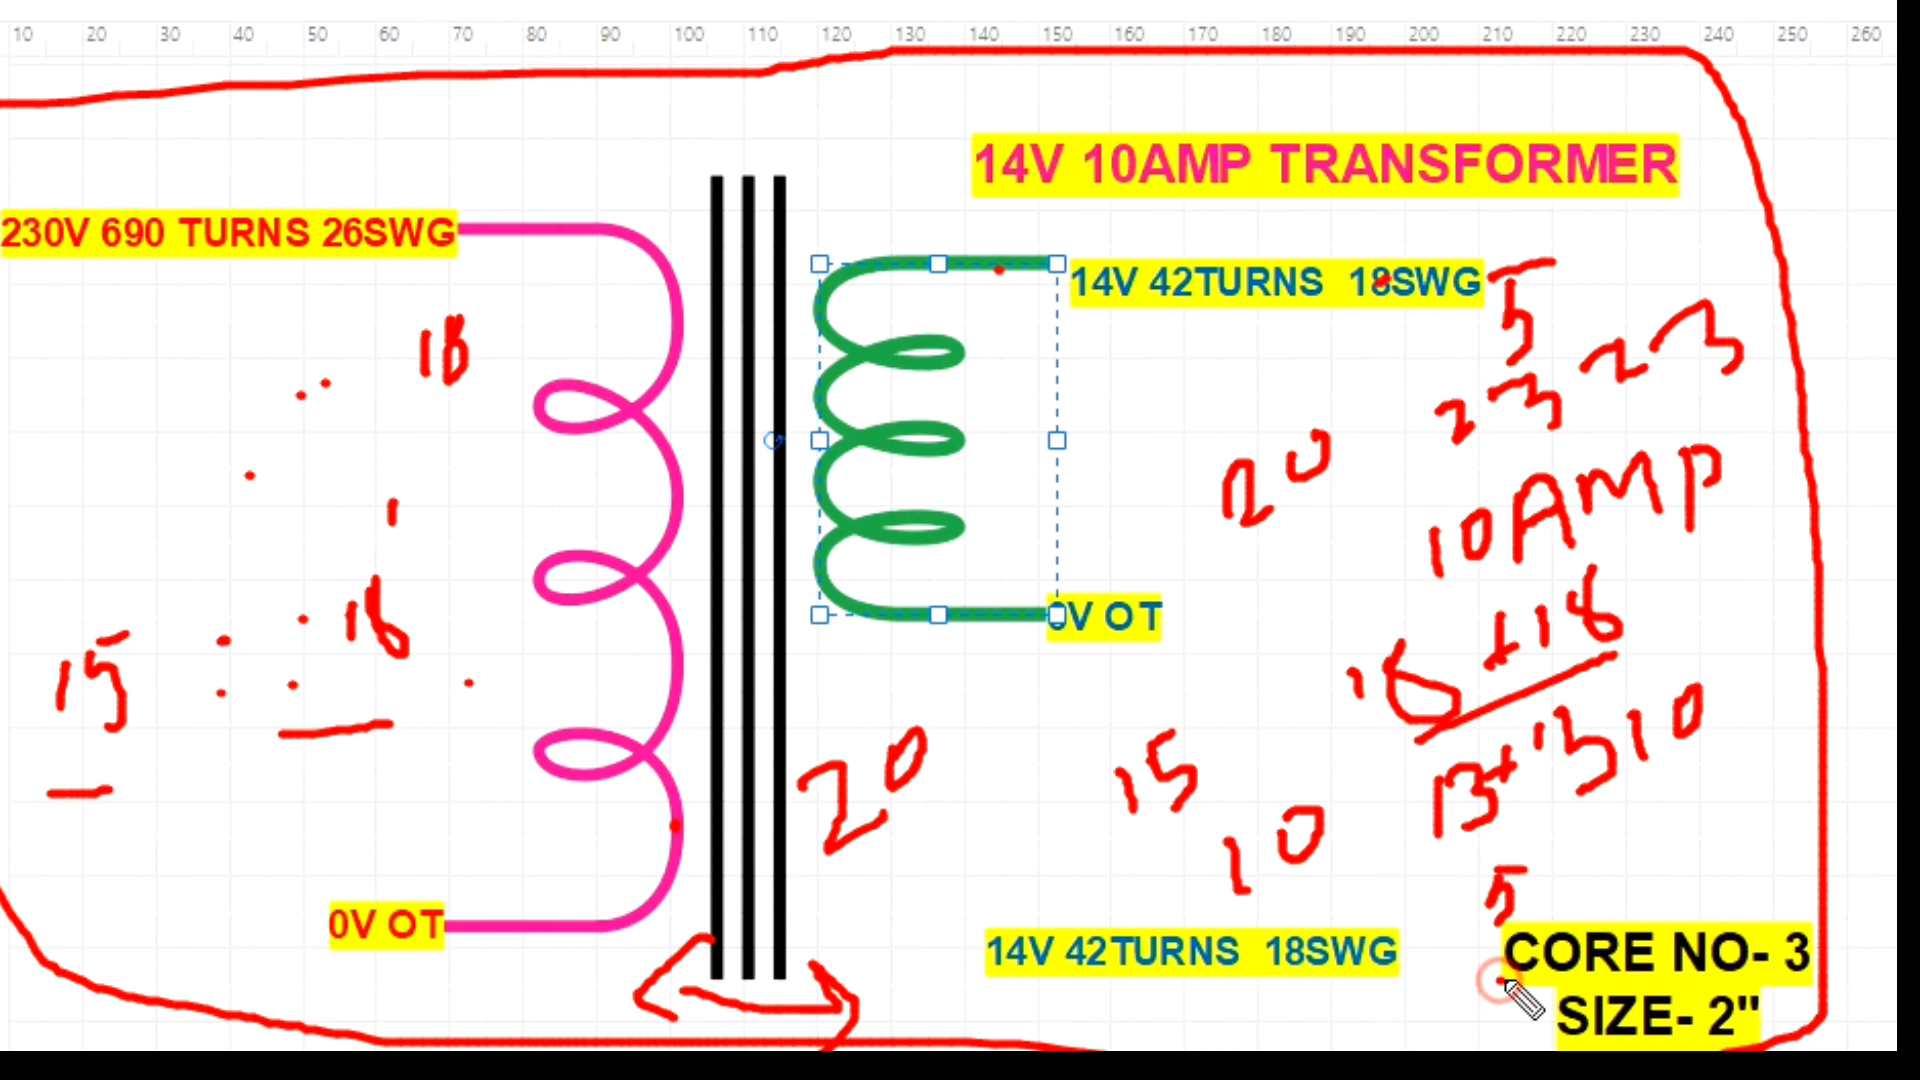 10 20 30 40 50 60 70 80 90 100 110 120 130 140 150 160 170 180 190 200 210 220 230 240 250 260
14V 10AMP TRANSFORMER
230V 690 TURNS 26SWG
14V 42TURNS 18SWG
5
18
23 23
20
10AMP
16
18
0V OT
15
16
13+13 10
20
15
10
5
0V OT
14V 42TURNS 18SWG
CORE NO- 3
SIZE- 2"